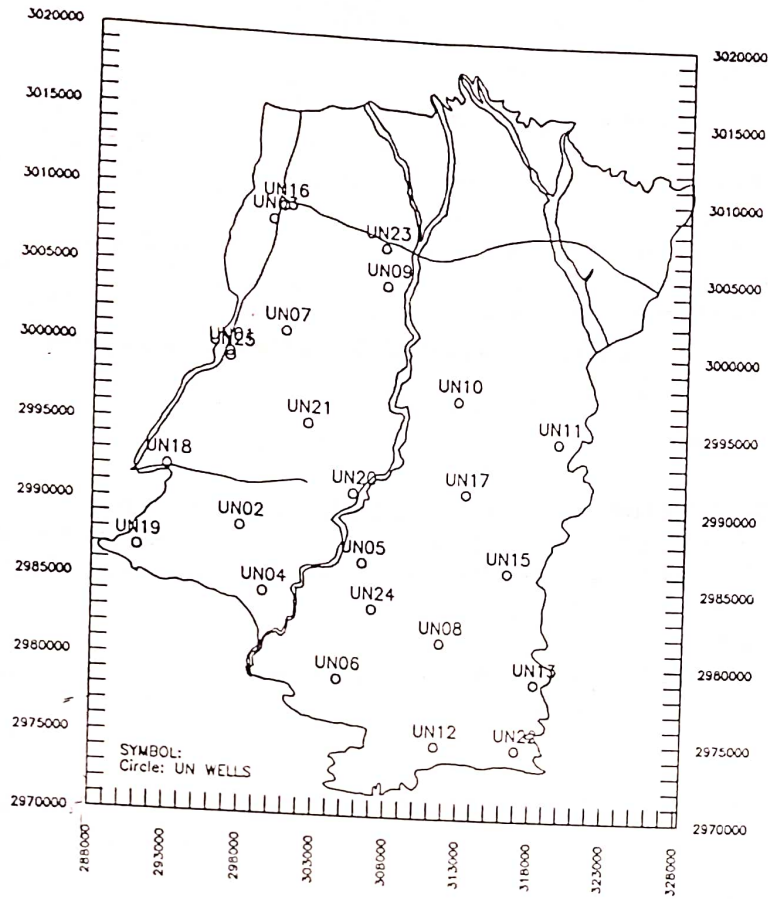 3020000
3020000
3015000
3015000
3010000
3010000
3005000
3005000
3000000
3000000
2995000
2995000
2990000
2990000
2985000
2985000
2980000
2980000
2975000
2975000
2970000
2970000
UN16
UN23
UN09
UN07
UN25
UN10
UN21
UN11
UN18
UN20
UN17
UN02
UN19
UN05
UN15
UN04
UN24
UN08
UN06
UN13
UN12
UN22
SYMBOL:
Circle: UN WELLS
288000
293000
298000
303000
308000
313000
318000
323000
328000